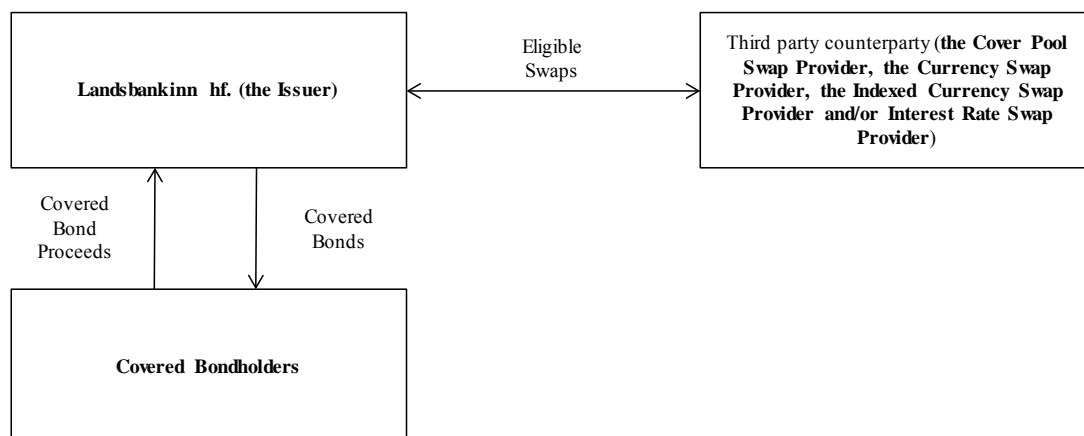 Landsbankinn hf. (the Issuer)
Eligible
Swaps
Third party counterparty (the Cover Pool
Swap Provider, the Currency Swap
Provider, the Indexed Currency Swap
Provider and/or Interest Rate Swap
Provider)
Covered
Bond
Proceeds
Covered
Bonds
Covered Bondholders